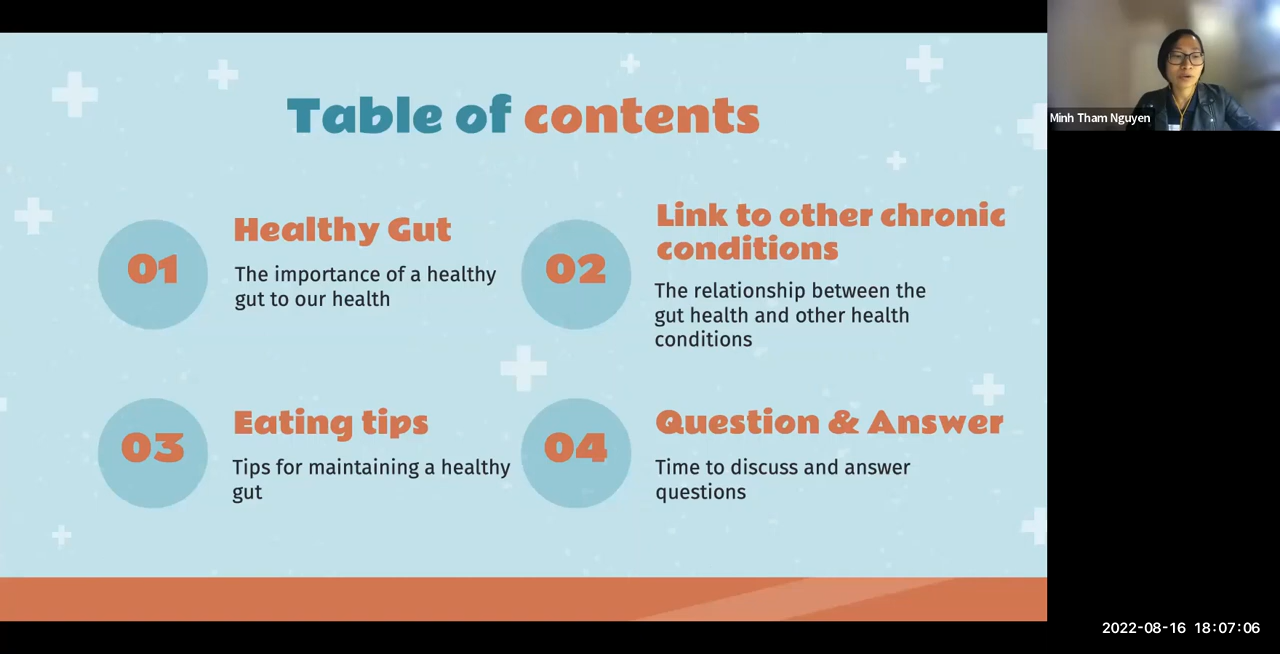 Table of contents
01
Healthy Gut
The importance of a healthy
gut to our health
02
Link to other chronic
conditions
The relationship between the
gut health and other health
conditions
03
Eating tips
Tips for maintaining a healthy
gut
04
Question & Answer
Time to discuss and answer
questions
Minh Tham Nguyen
2022-08-16 18:07:06